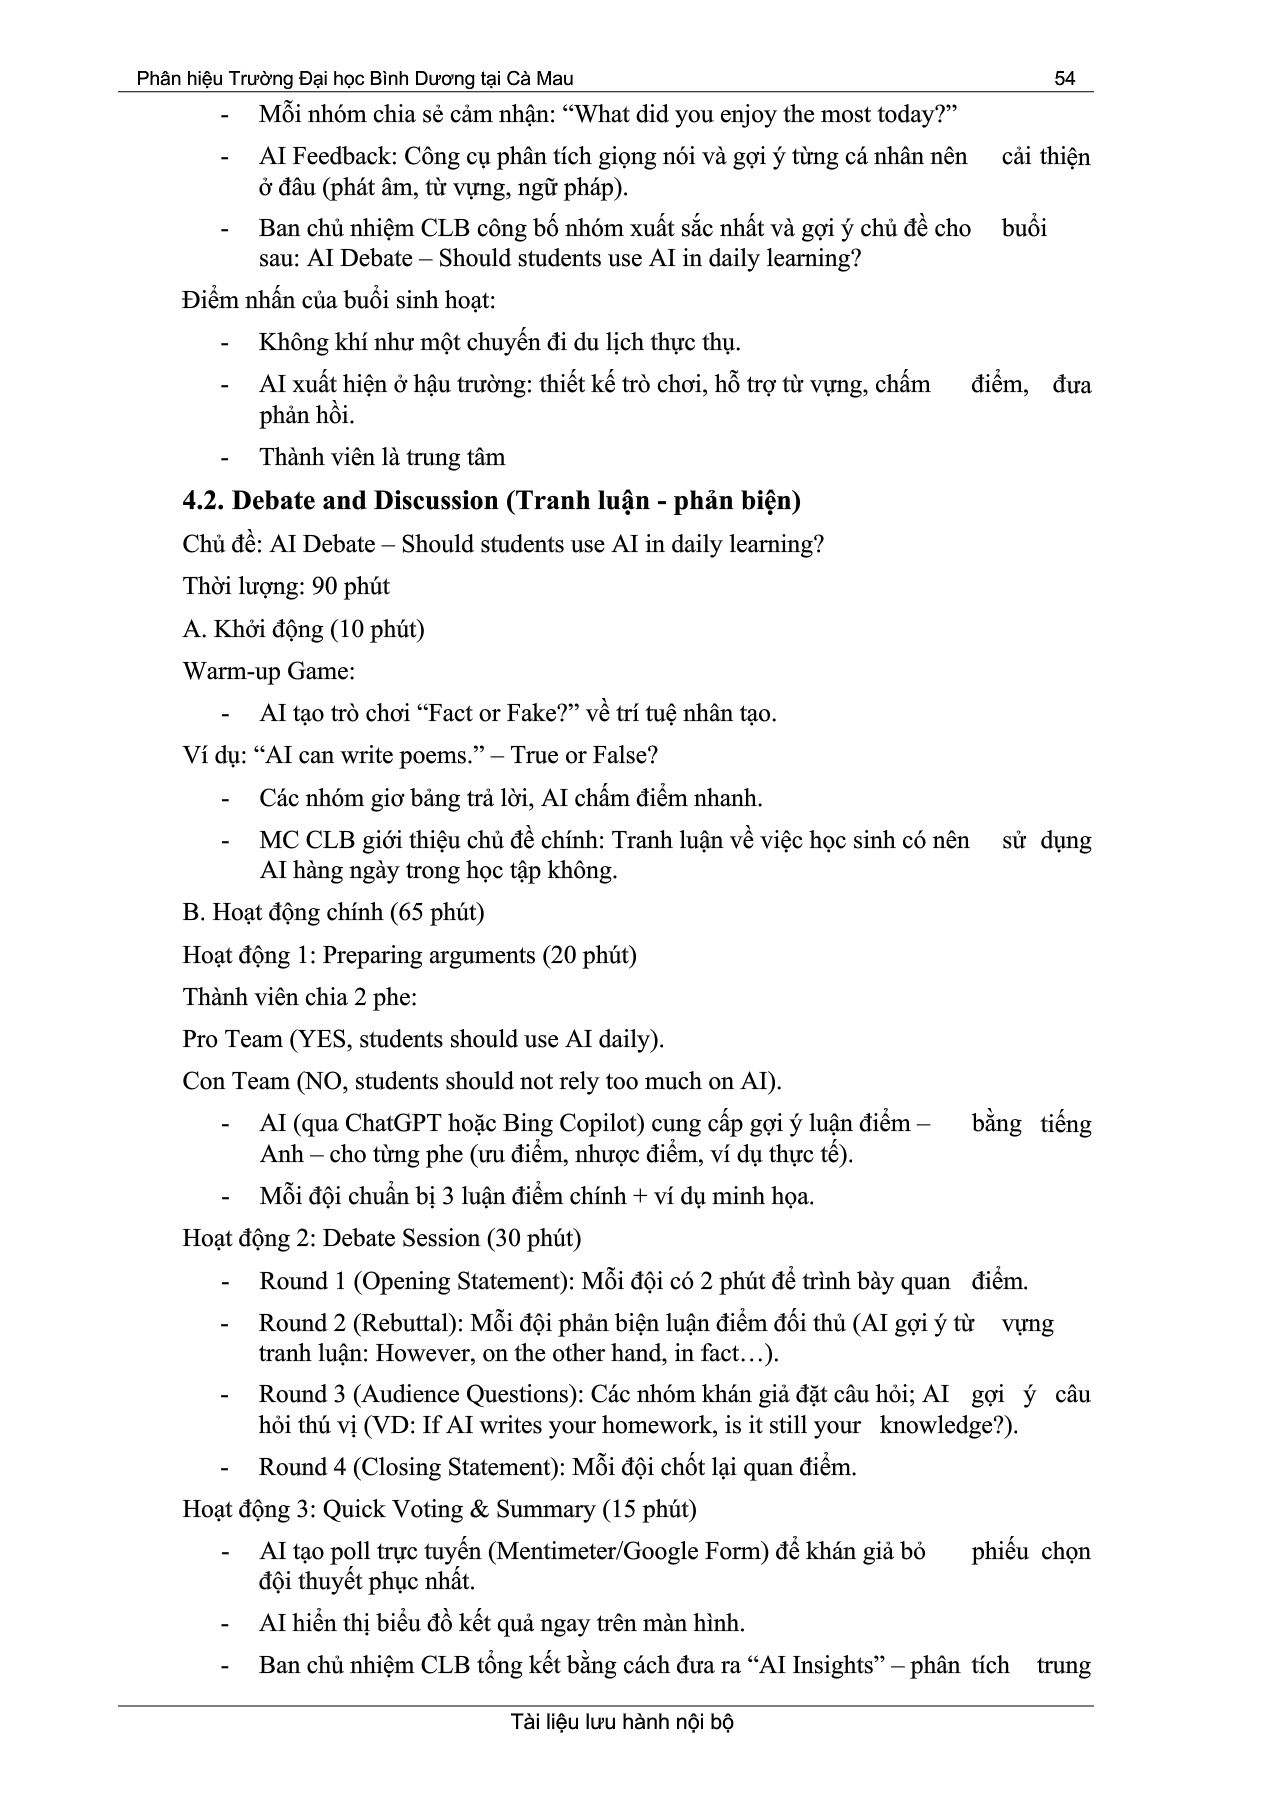 Phân hiệu Trường Đại học Bình Dương tại Cà Mau 54
- Mỗi nhóm chia sẻ cảm nhận: “What did you enjoy the most today?”
- AI Feedback: Công cụ phân tích giọng nói và gợi ý từng cá nhân nên cải thiện
ở đâu (phát âm, từ vựng, ngữ pháp).
- Ban chủ nhiệm CLB công bố nhóm xuất sắc nhất và gợi ý chủ đề cho buổi
sau: AI Debate – Should students use AI in daily learning?
Điểm nhấn của buổi sinh hoạt:
- Không khí như một chuyến đi du lịch thực thụ.
- AI xuất hiện ở hậu trường: thiết kế trò chơi, hỗ trợ từ vựng, chấm điểm, đưa
phản hồi.
- Thành viên là trung tâm
4.2. Debate and Discussion (Tranh luận - phản biện)
Chủ đề: AI Debate – Should students use AI in daily learning?
Thời lượng: 90 phút
A. Khởi động (10 phút)
Warm-up Game:
- AI tạo trò chơi “Fact or Fake?” về trí tuệ nhân tạo.
Ví dụ: “AI can write poems.” – True or False?
- Các nhóm giơ bảng trả lời, AI chấm điểm nhanh.
- MC CLB giới thiệu chủ đề chính: Tranh luận về việc học sinh có nên sử dụng
AI hàng ngày trong học tập không.
B. Hoạt động chính (65 phút)
Hoạt động 1: Preparing arguments (20 phút)
Thành viên chia 2 phe:
Pro Team (YES, students should use AI daily).
Con Team (NO, students should not rely too much on AI).
- AI (qua ChatGPT hoặc Bing Copilot) cung cấp gợi ý luận điểm – bằng tiếng
Anh – cho từng phe (ưu điểm, nhược điểm, ví dụ thực tế).
- Mỗi đội chuẩn bị 3 luận điểm chính + ví dụ minh họa.
Hoạt động 2: Debate Session (30 phút)
- Round 1 (Opening Statement): Mỗi đội có 2 phút để trình bày quan điểm.
- Round 2 (Rebuttal): Mỗi đội phản biện luận điểm đối thủ (AI gợi ý từ vựng
tranh luận: However, on the other hand, in fact…).
- Round 3 (Audience Questions): Các nhóm khán giả đặt câu hỏi; AI gợi ý câu
hỏi thú vị (VD: If AI writes your homework, is it still your knowledge?).
- Round 4 (Closing Statement): Mỗi đội chốt lại quan điểm.
Hoạt động 3: Quick Voting & Summary (15 phút)
- AI tạo poll trực tuyến (Mentimeter/Google Form) để khán giả bỏ phiếu chọn
đội thuyết phục nhất.
- AI hiển thị biểu đồ kết quả ngay trên màn hình.
- Ban chủ nhiệm CLB tổng kết bằng cách đưa ra “AI Insights” – phân tích trung
Tài liệu lưu hành nội bộ